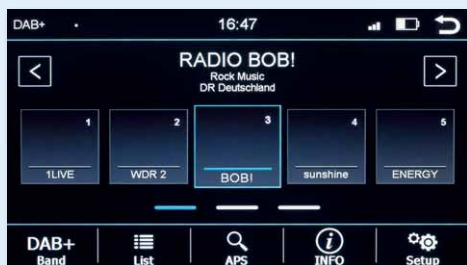 DAB+ 16:47
RADIO BOB!
Rock Music
DR Deutschland
1 2 3 4 5
1LIVE WDR 2 BOB! sunshine ENERGY
DAB+ List APS INFO Setup
Band